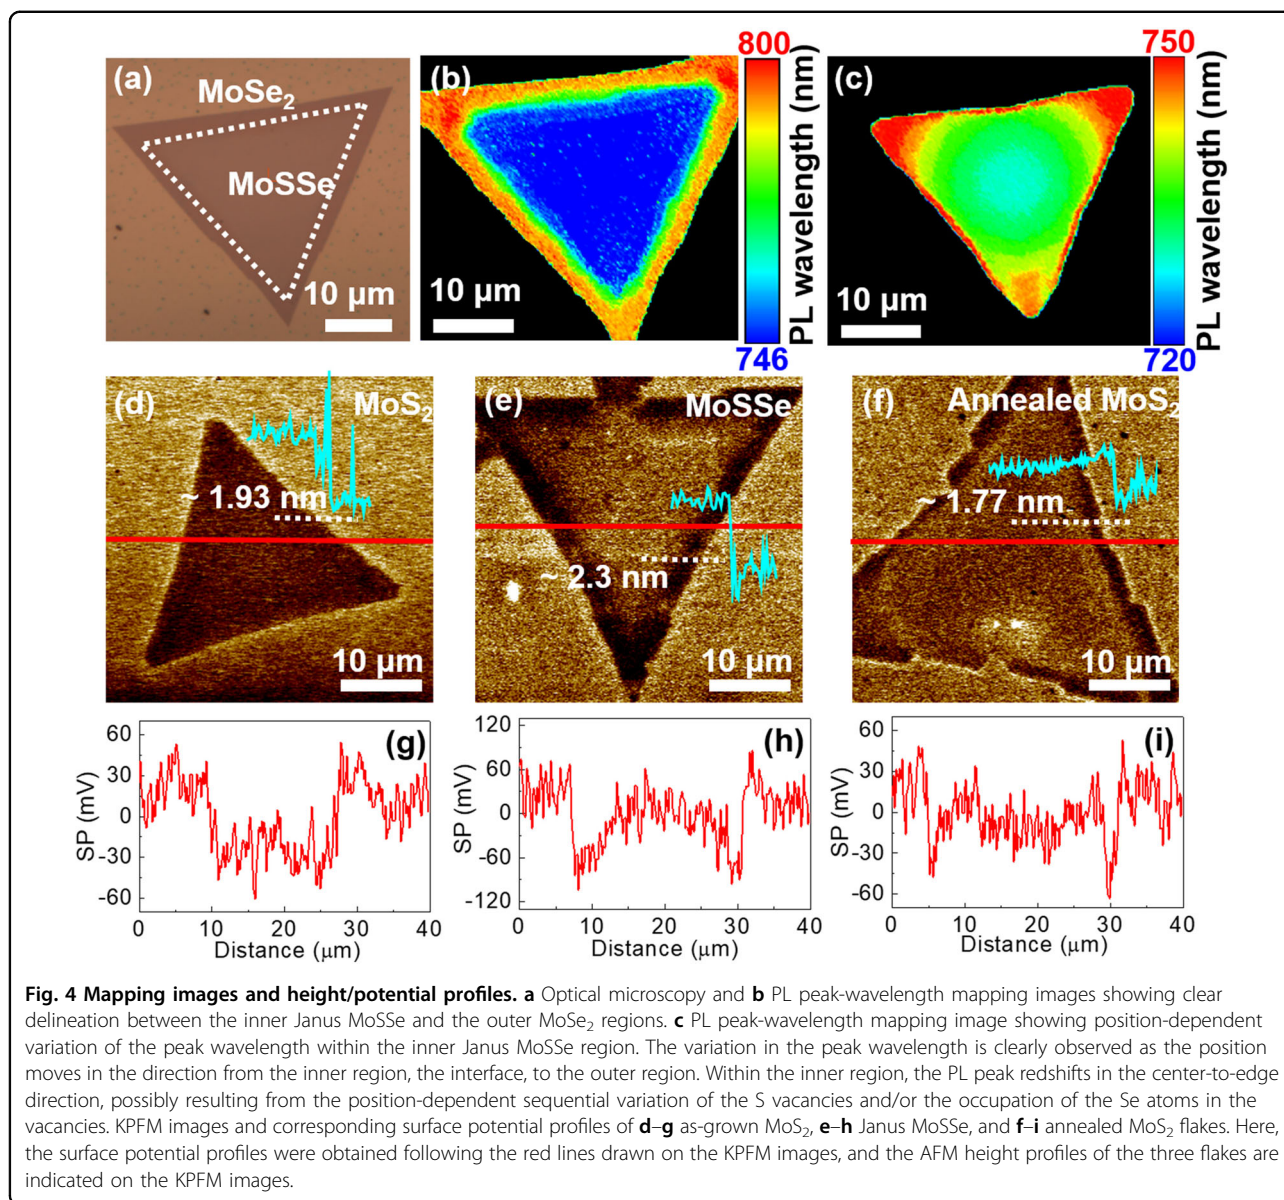 (a)
MoSe₂
MoSSe
10 µm
(b)
10 µm
800
PL wavelength (nm)
746
(c)
10 µm
750
PL wavelength (nm)
720
(d)
MoS₂
~ 1.93 nm
10 µm
(e)
MoSSe
~ 2.3 nm
10 µm
(f)
Annealed MoS₂
~ 1.77 nm
10 µm
(g)
SP (mV)
60
30
0
-30
-60
0 10 20 30 40
Distance (µm)
(h)
SP (mV)
120
60
0
-60
-120
0 10 20 30 40
Distance (µm)
(i)
SP (mV)
60
30
0
-30
-60
0 10 20 30 40
Distance (µm)
Fig. 4 Mapping images and height/potential profiles. a Optical microscopy and b PL peak-wavelength mapping images showing clear
delineation between the inner Janus MoSSe and the outer MoSe₂ regions. c PL peak-wavelength mapping image showing position-dependent
variation of the peak wavelength within the inner Janus MoSSe region. The variation in the peak wavelength is clearly observed as the position
moves in the direction from the inner region, the interface, to the outer region. Within the inner region, the PL peak redshifts in the center-to-edge
direction, possibly resulting from the position-dependent sequential variation of the S vacancies and/or the occupation of the Se atoms in the
vacancies. KPFM images and corresponding surface potential profiles of d–g as-grown MoS₂, e–h Janus MoSSe, and f–i annealed MoS₂ flakes. Here,
the surface potential profiles were obtained following the red lines drawn on the KPFM images, and the AFM height profiles of the three flakes are
indicated on the KPFM images.